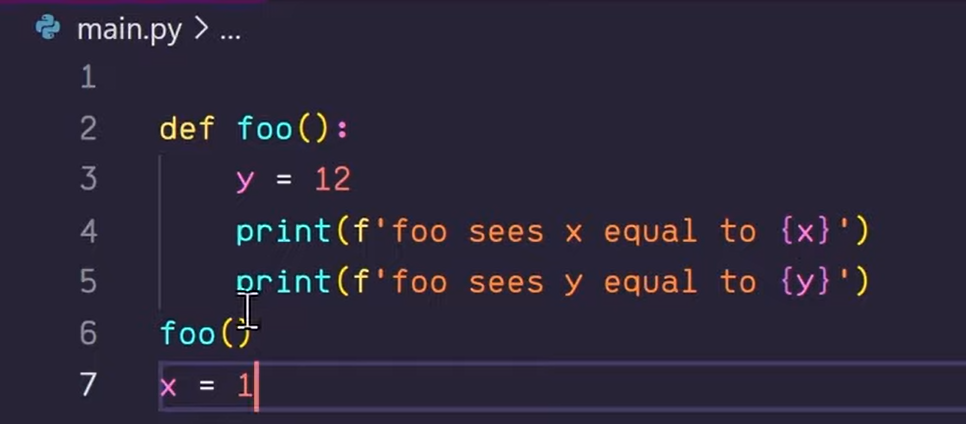 main.py > ...
1
2 def foo():
3     y = 12
4     print(f'foo sees x equal to {x}')
5     print(f'foo sees y equal to {y}')
6 foo()
7 x = 1